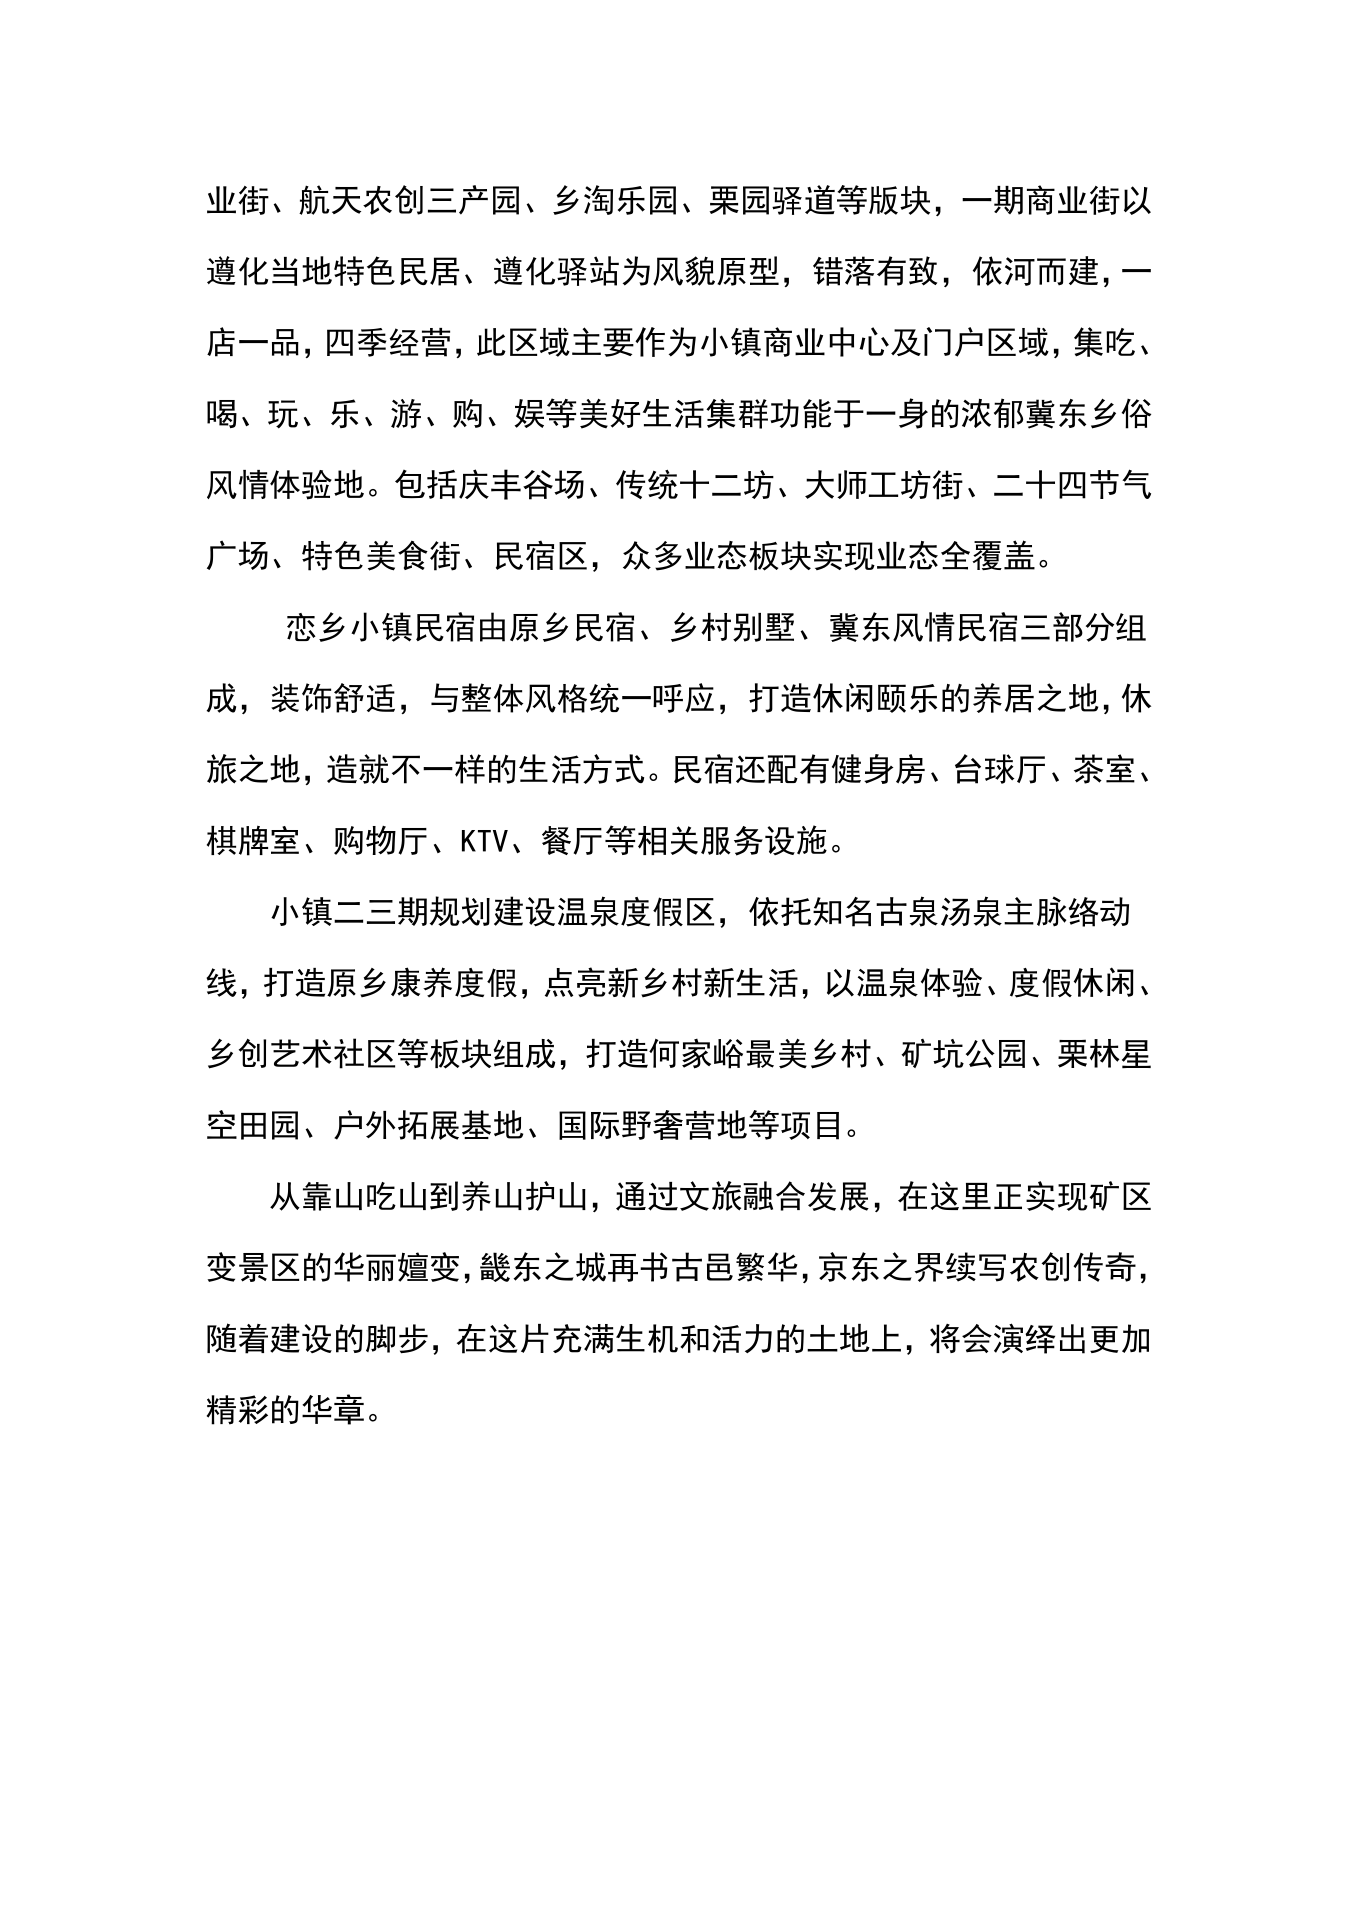 业街、航天农创三产园、乡淘乐园、栗园驿道等版块，一期商业街以
遵化当地特色民居、遵化驿站为风貌原型，错落有致，依河而建，一
店一品，四季经营，此区域主要作为小镇商业中心及门户区域，集吃、
喝、玩、乐、游、购、娱等美好生活集群功能于一身的浓郁冀东乡俗
风情体验地。包括庆丰谷场、传统十二坊、大师工坊街、二十四节气
广场、特色美食街、民宿区，众多业态板块实现业态全覆盖。
恋乡小镇民宿由原乡民宿、乡村别墅、冀东风情民宿三部分组
成，装饰舒适，与整体风格统一呼应，打造休闲颐乐的养居之地，休
旅之地，造就不一样的生活方式。民宿还配有健身房、台球厅、茶室、
棋牌室、购物厅、KTV、餐厅等相关服务设施。
小镇二三期规划建设温泉度假区，依托知名古泉汤泉主脉络动
线，打造原乡康养度假，点亮新乡村新生活，以温泉体验、度假休闲、
乡创艺术社区等板块组成，打造何家峪最美乡村、矿坑公园、栗林星
空田园、户外拓展基地、国际野奢营地等项目。
从靠山吃山到养山护山，通过文旅融合发展，在这里正实现矿区
变景区的华丽嬗变，畿东之城再书古邑繁华，京东之界续写农创传奇，
随着建设的脚步，在这片充满生机和活力的土地上，将会演绎出更加
精彩的华章。